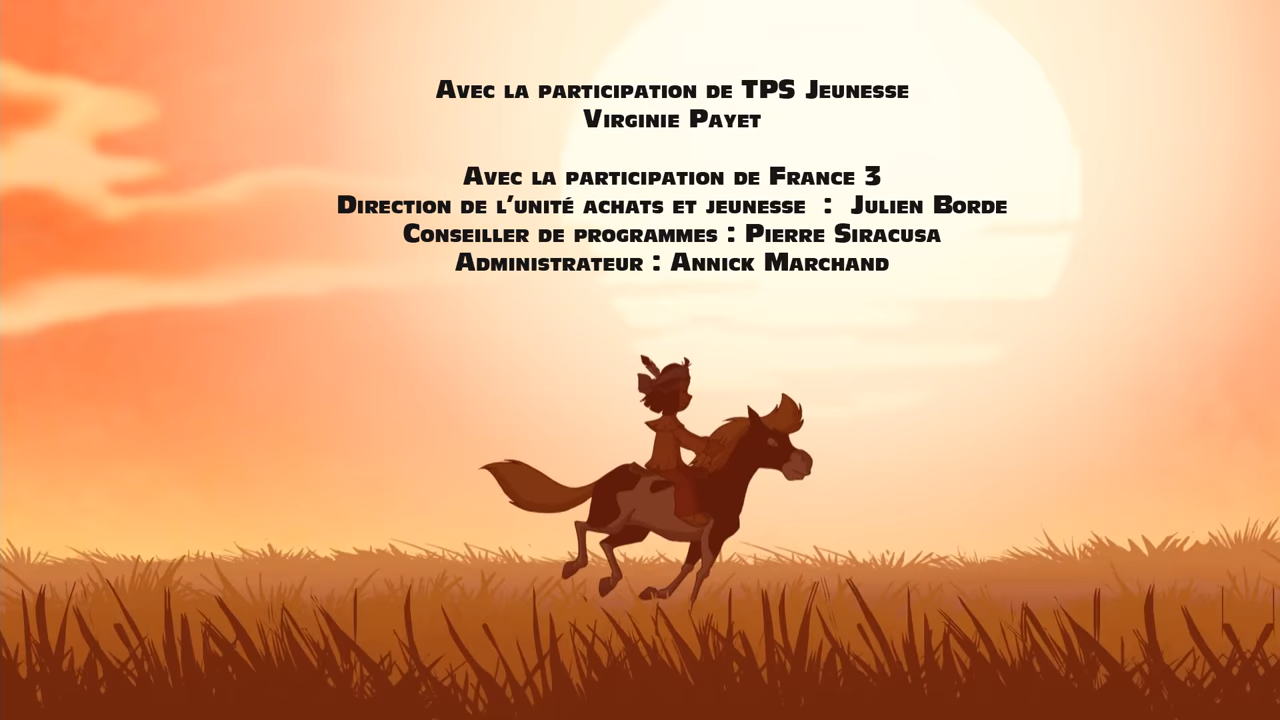 Avec la participation de TPS Jeunesse
Virginie Payet
Avec la participation de France 3
Direction de l'unité achats et jeunesse : Julien Borde
Conseiller de programmes : Pierre Siracusa
Administrateur : Annick Marchand